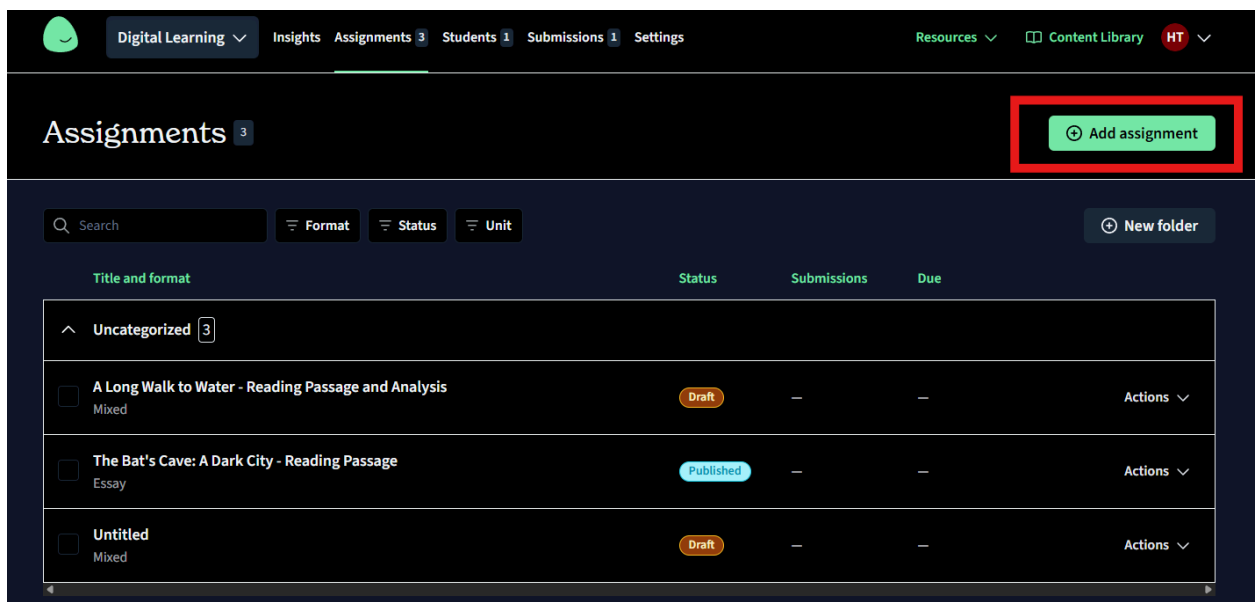 Digital Learning Insights Assignments 3 Students 1 Submissions 1 Settings Resources Content Library HT
Assignments 3 Add assignment
Search Format Status Unit New folder
Title and format Status Submissions Due
Uncategorized 3
A Long Walk to Water - Reading Passage and Analysis
Mixed Draft — — Actions
The Bat's Cave: A Dark City - Reading Passage
Essay Published — — Actions
Untitled
Mixed Draft — — Actions